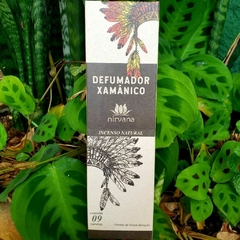 DEFUMADOR
XAMÂNICO
nirvana
INCENSO NATURAL
09